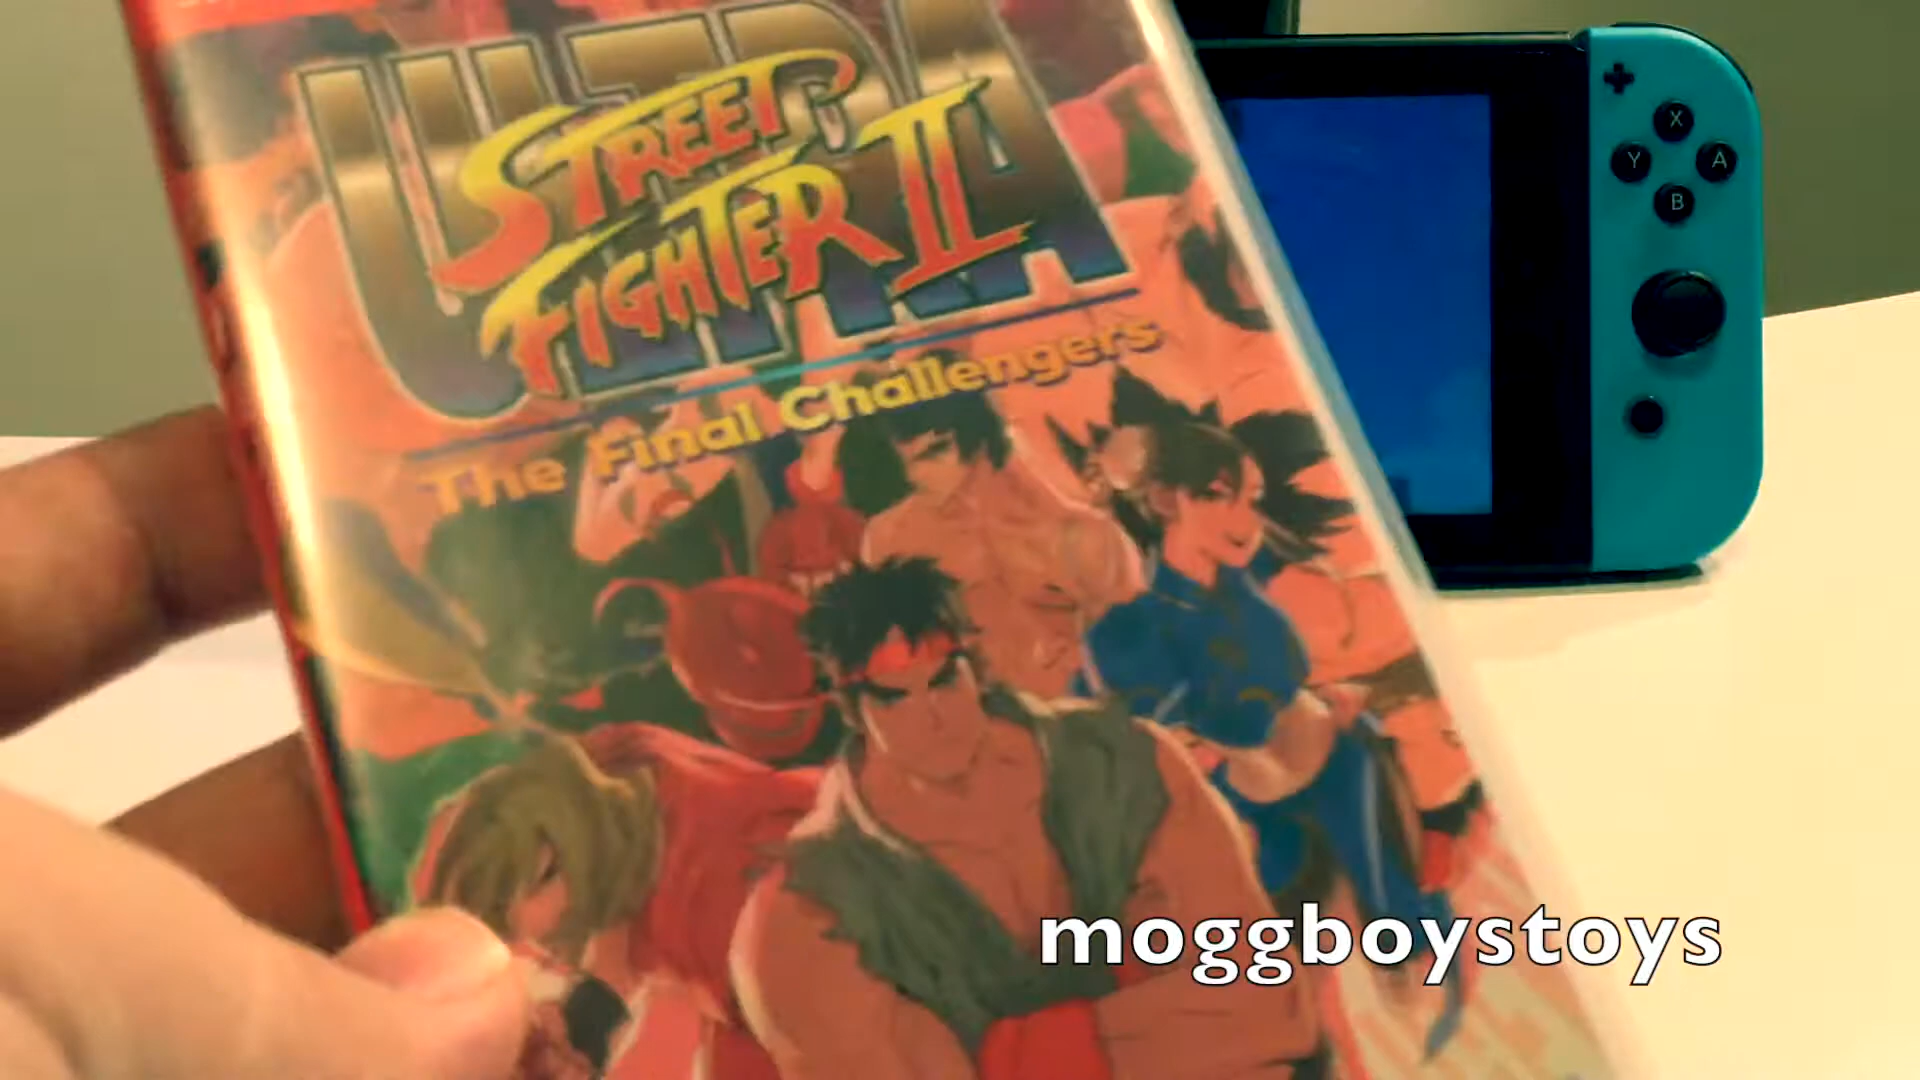 ULTRA
STREET
FIGHTER II
The Final Challengers
X
Y
A
B
moggboystoys